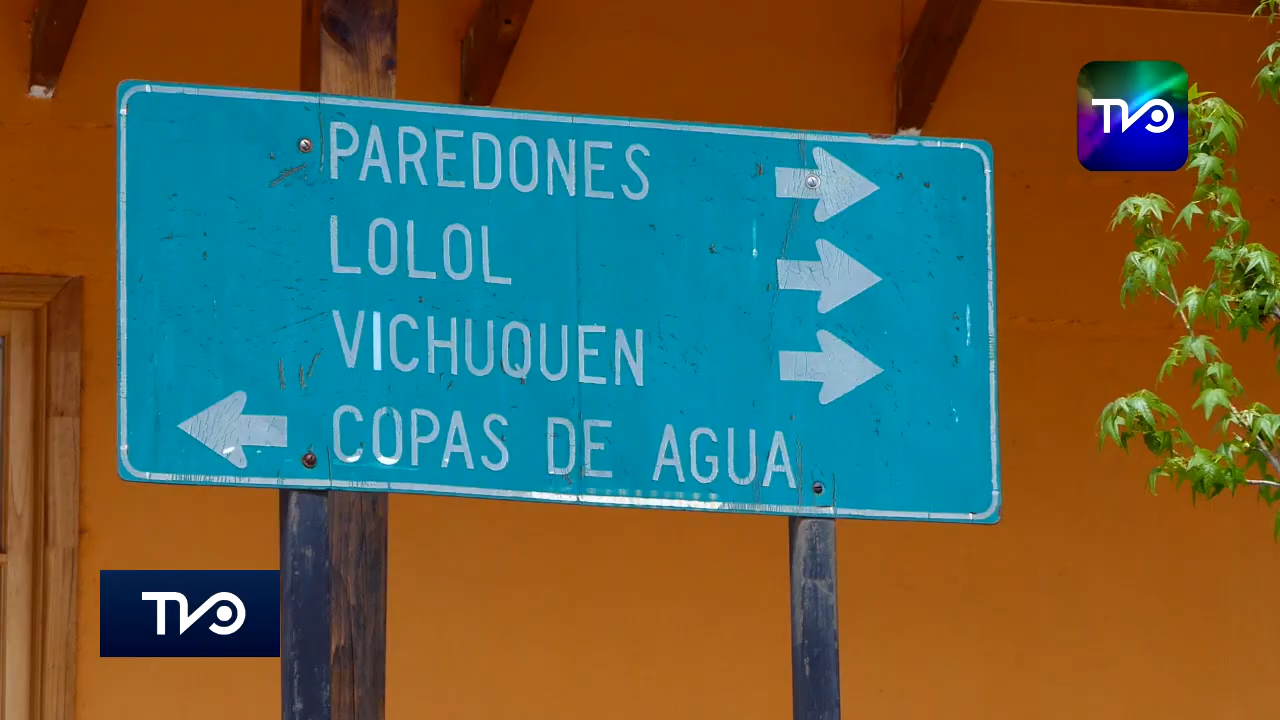 PAREDONES
LOLOL
VICHUQUEN
COPAS DE AGUA
TVO
TVO